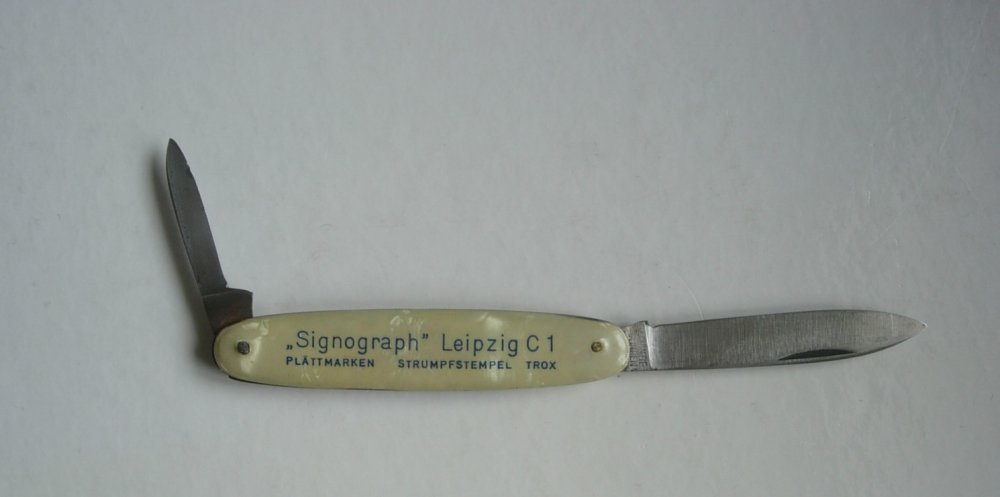 „Signograph" Leipzig C 1
PLÄTTMARKEN STRUMPFSTEMPEL TROX